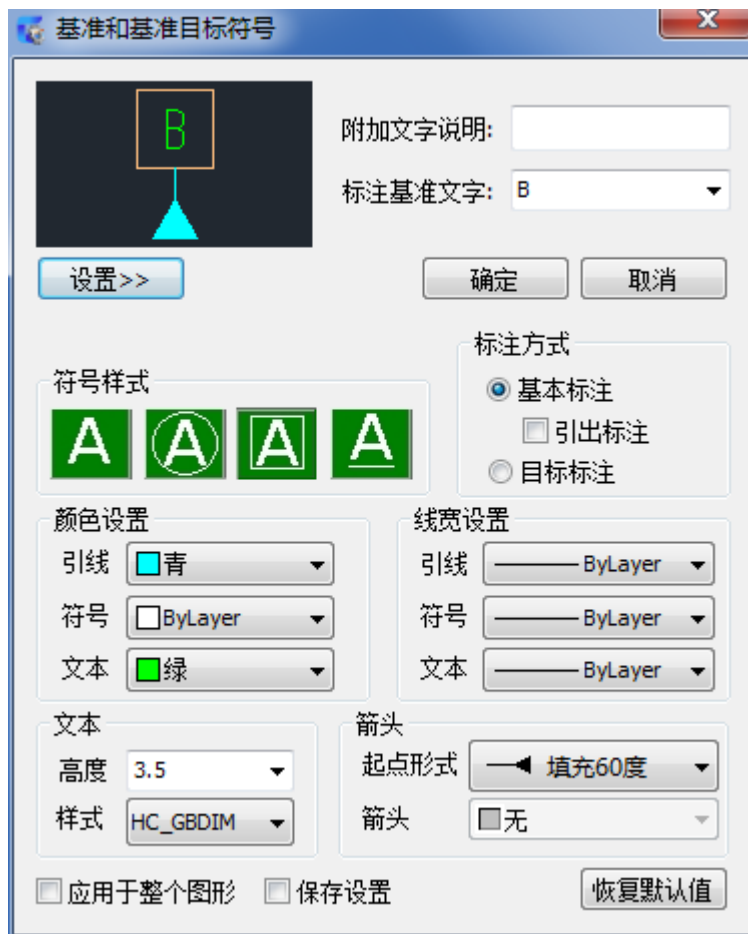 基准和基准目标符号
B
附加文字说明:
标注基准文字: B
设置>>
确定 取消
标注方式
基本标注
引出标注
目标标注
符号样式
A A A A
颜色设置
引线 青
符号 ByLayer
文本 绿
线宽设置
引线 ByLayer
符号 ByLayer
文本 ByLayer
文本
高度 3.5
样式 HC_GBDIM
箭头
起点形式 填充60度
箭头 无
应用于整个图形 保存设置 恢复默认值